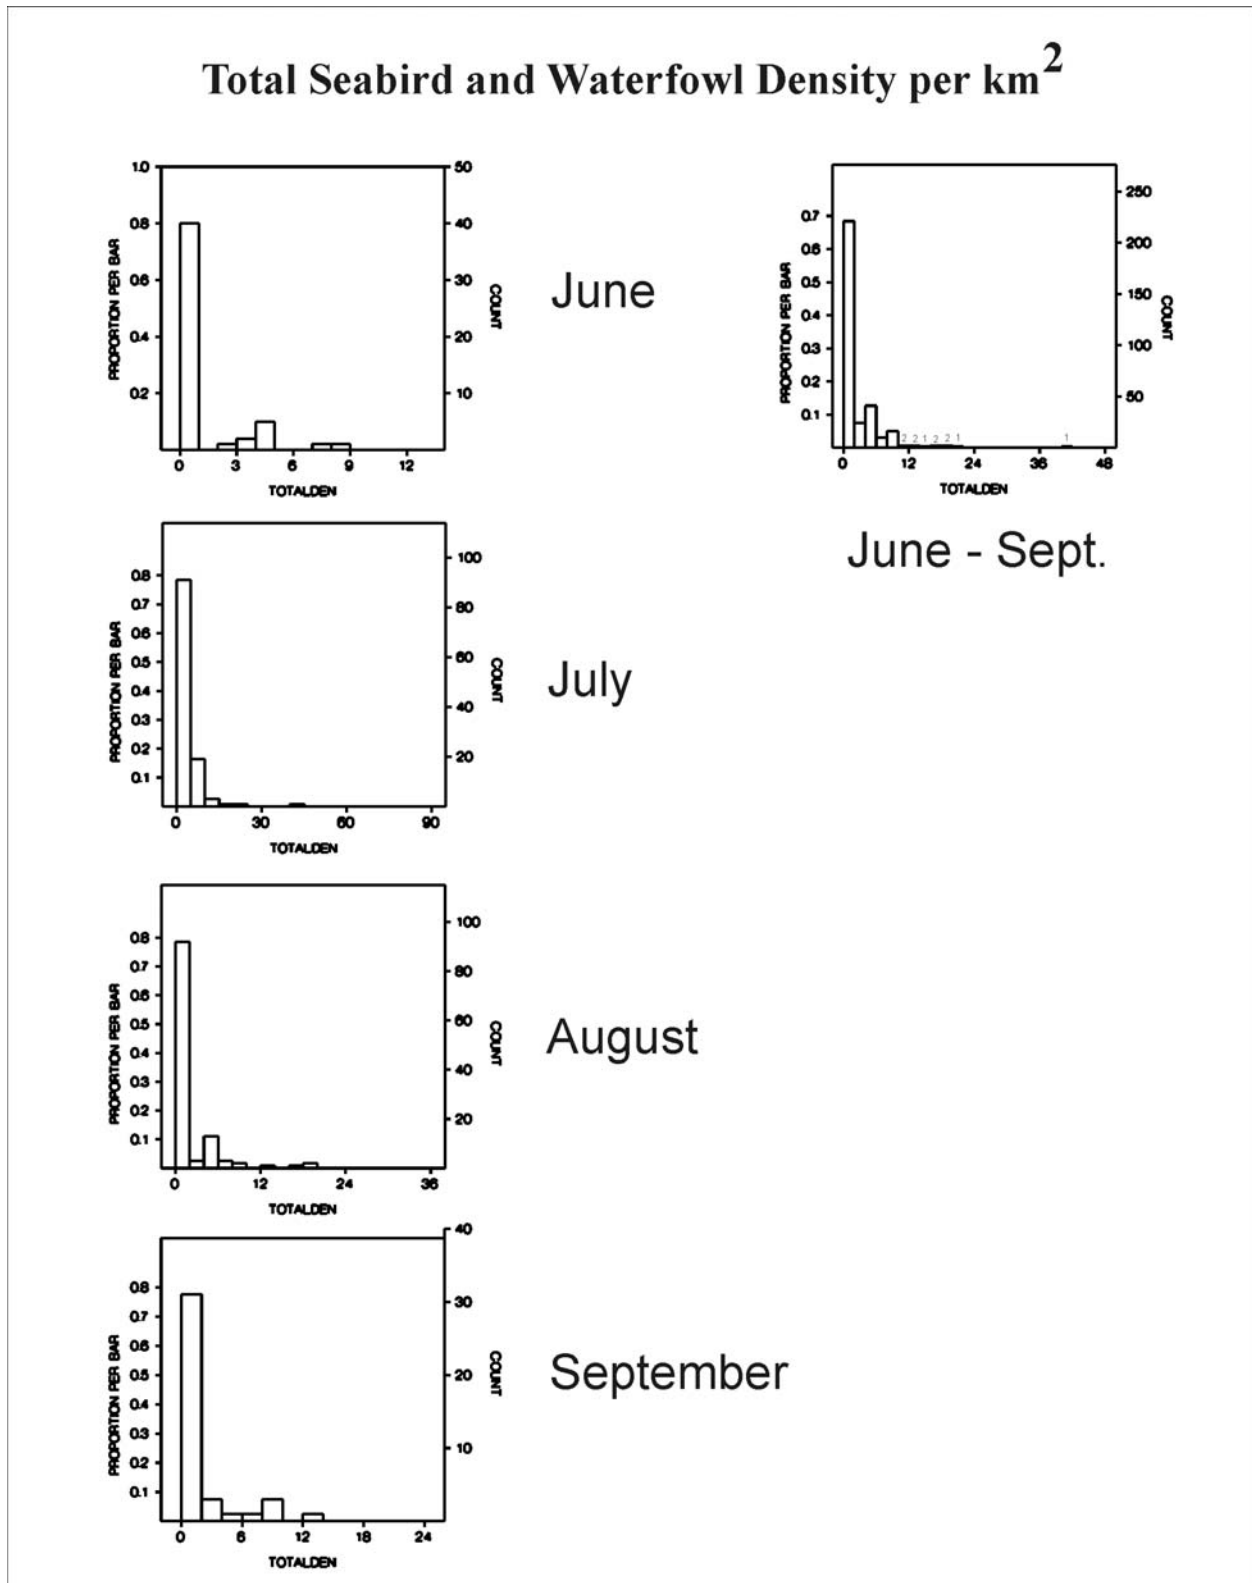 Total Seabird and Waterfowl Density per km²
1.0
0.8
0.6
0.4
0.2
PROPORTION PER BAR
50
40
30
20
10
COUNT
0 3 6 9 12
TOTALDEN
June
0.7
0.6
0.5
0.4
0.3
0.2
0.1
PROPORTION PER BAR
250
200
150
100
50
COUNT
2 2 1 2 2 1 1
0 12 24 36 48
TOTALDEN
June - Sept.
0.8
0.7
0.6
0.5
0.4
0.3
0.2
0.1
PROPORTION PER BAR
100
80
60
40
20
COUNT
0 30 60 90
TOTALDEN
July
0.8
0.7
0.6
0.5
0.4
0.3
0.2
0.1
PROPORTION PER BAR
100
80
60
40
20
COUNT
0 12 24 36
TOTALDEN
August
0.8
0.7
0.6
0.5
0.4
0.3
0.2
0.1
PROPORTION PER BAR
40
30
20
10
COUNT
0 6 12 18 24
TOTALDEN
September